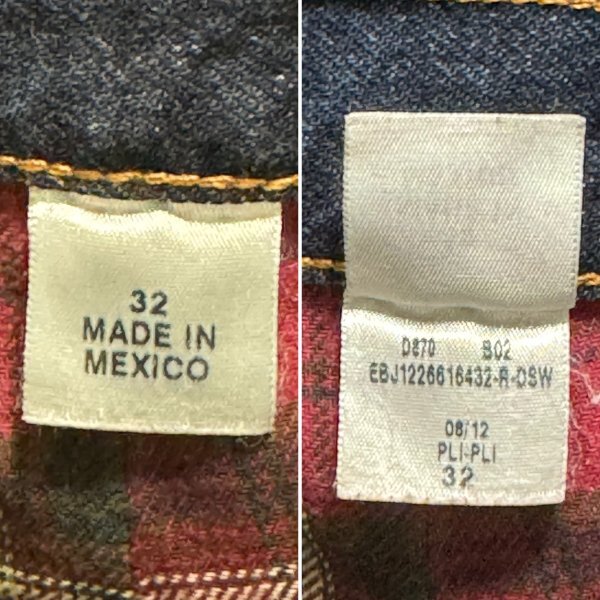 32
MADE IN
MEXICO
D870 B02
EBJ1226616432-R-DSW
08/12
PLI-PLI
32